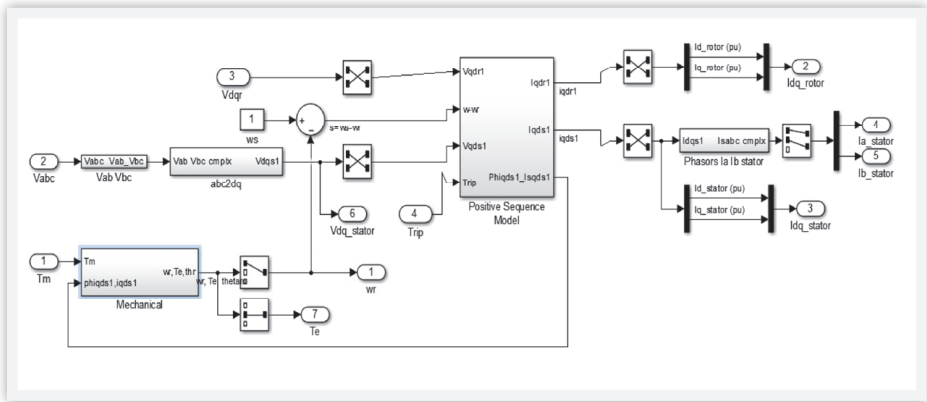 3
Vdqr
1
ws
+
−
s=ws-w
2
Vabc
Vabc Vab_Vbc
Vab Vbc
Vab Vbc cmplx Vdqs1
abc2dq
6
Vdq_stator
4
Trip
Vqdr1
w-wr
Vqds1
Trip
Iqdr1
Iqds1
Phiqds1_Isqds1
Positive Sequence
Model
iqdr1
iqds1
Id_rotor (pu)
Iq_rotor (pu)
2
Idq_rotor
Idqs1 Isabc cmplx
Phasors Ia Ib stator
4
Ia_stator
5
Ib_stator
Id_stator (pu)
Iq_stator (pu)
3
Idq_stator
1
Tm
Tm
phiqds1,iqds1
wr,Te,thr
Mechanical
wr, Te, thetam
1
wr
7
Te